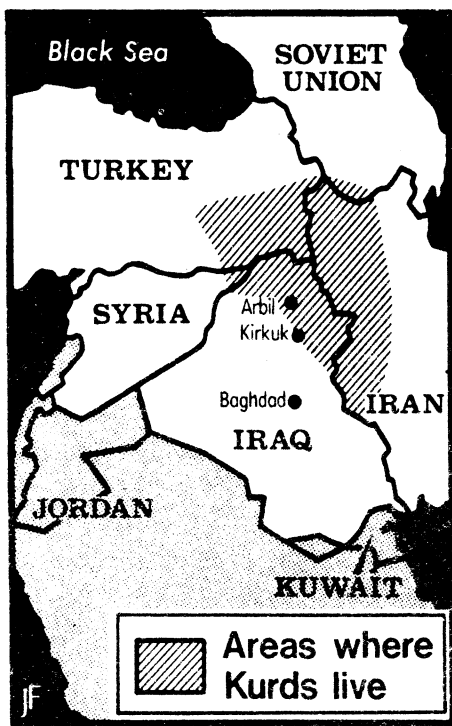 Black Sea
SOVIET
UNION
TURKEY
SYRIA
Arbil
Kirkuk
Baghdad
IRAN
IRAQ
JORDAN
KUWAIT
Areas where
Kurds live
JF